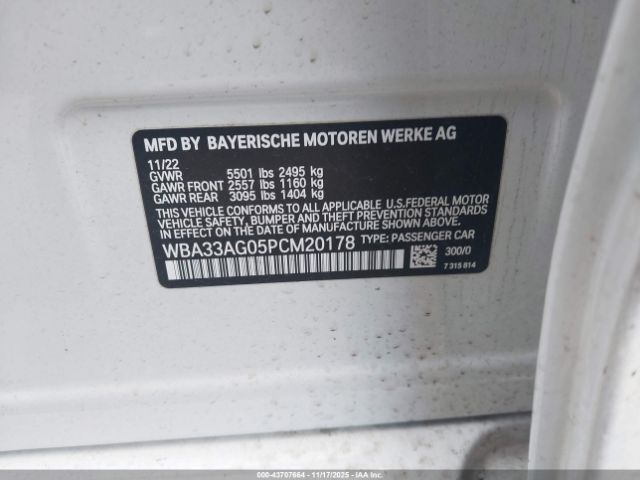 MFD BY BAYERISCHE MOTOREN WERKE AG
11/22
GVWR 5501 lbs 2495 kg
GAWR FRONT 2557 lbs 1160 kg
GAWR REAR 3095 lbs 1404 kg
THIS VEHICLE CONFORMS TO ALL APPLICABLE U.S.FEDERAL MOTOR
VEHICLE SAFETY, BUMPER AND THEFT PREVENTION STANDARDS
IN EFFECT ON THE DATE OF MANUFACTURE SHOWN ABOVE.
WBA33AG05PCM20178 TYPE: PASSENGER CAR
300/0
7 315 814
000-43707664 - 11/17/2025 - IAA Inc.